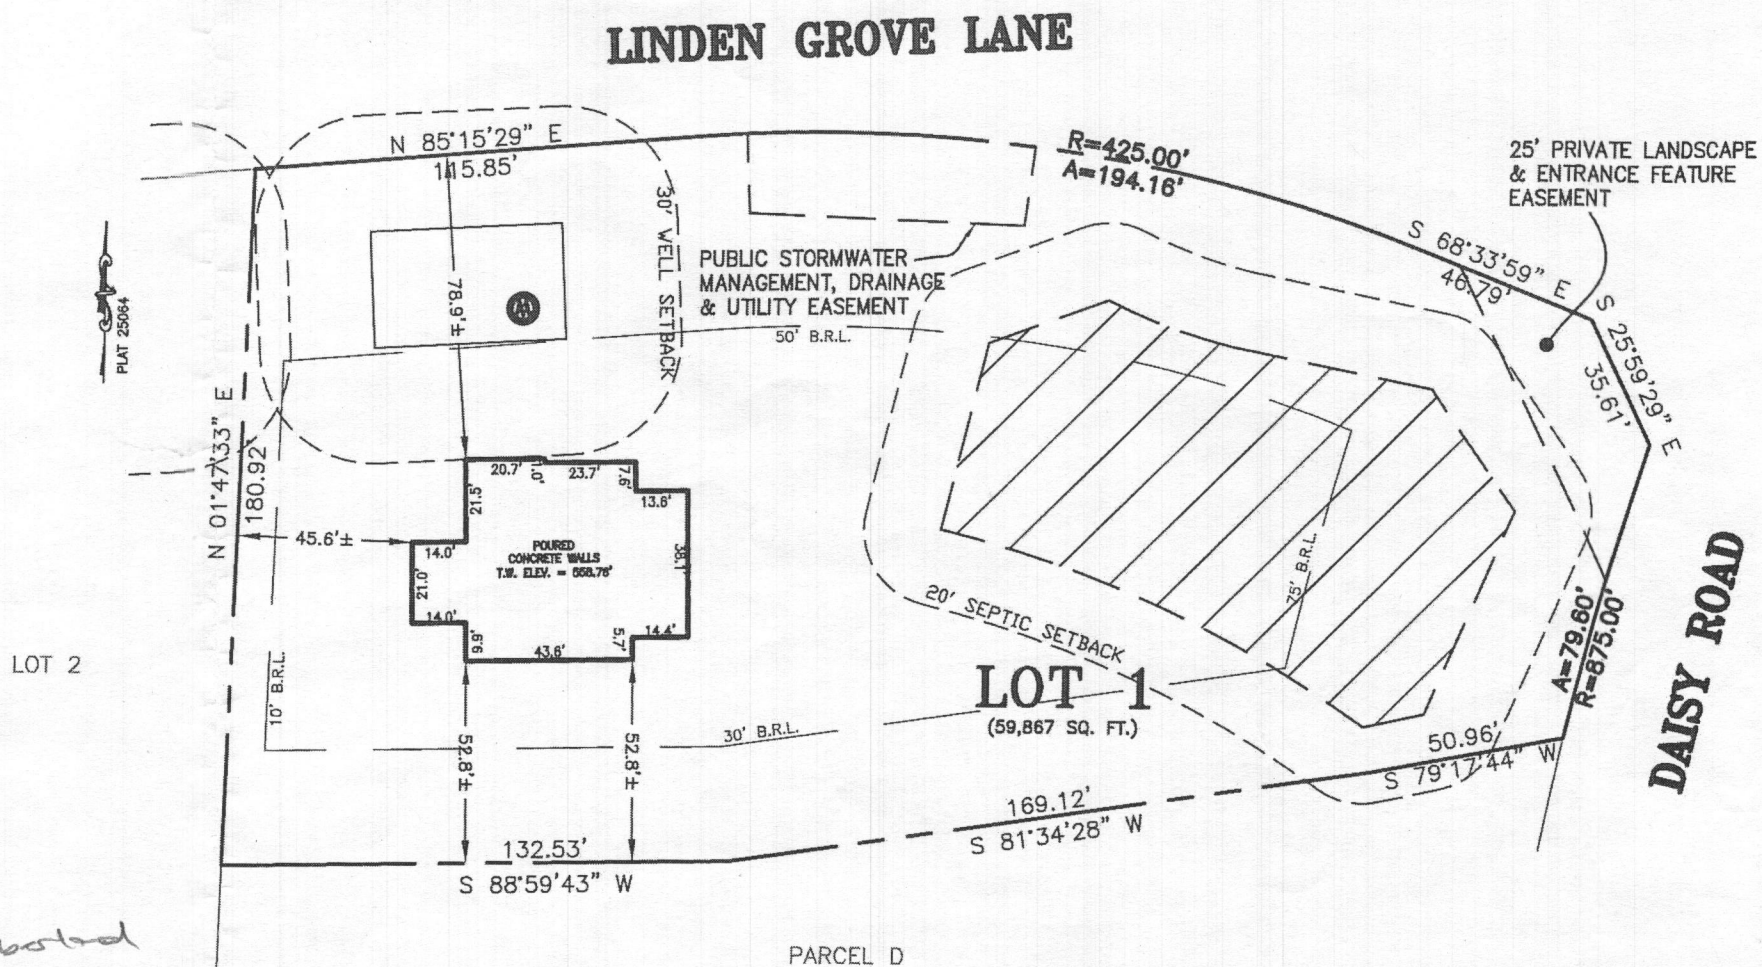 LINDEN GROVE LANE
N 85°15'29" E
115.85'
R=425.00'
A=194.16'
25' PRIVATE LANDSCAPE
& ENTRANCE FEATURE
EASEMENT
S 68°33'59" E
46.79'
S 25°59'29" E
35.61'
30' WELL SETBACK
PUBLIC STORMWATER
MANAGEMENT, DRAINAGE
& UTILITY EASEMENT
50' B.R.L.
78.9'±
PLAT 25064
N 01°47'33" E
180.92'
45.6'±
20.7'
1.0'
23.7'
7.6'
13.6'
21.5'
14.0'
POURED
CONCRETE WALLS
T.W. ELEV. = 658.76'
38.1'
21.0'
14.0'
9.9'
43.6'
5.7'
14.4'
20' SEPTIC SETBACK
75' B.R.L.
A=79.60'
R=875.00'
DAISY ROAD
LOT 2
10' B.R.L.
LOT 1
(59,867 SQ. FT.)
30' B.R.L.
52.8'±
52.8'±
50.96'
S 79°17'44" W
169.12'
S 81°34'28" W
132.53'
S 88°59'43" W
PARCEL D